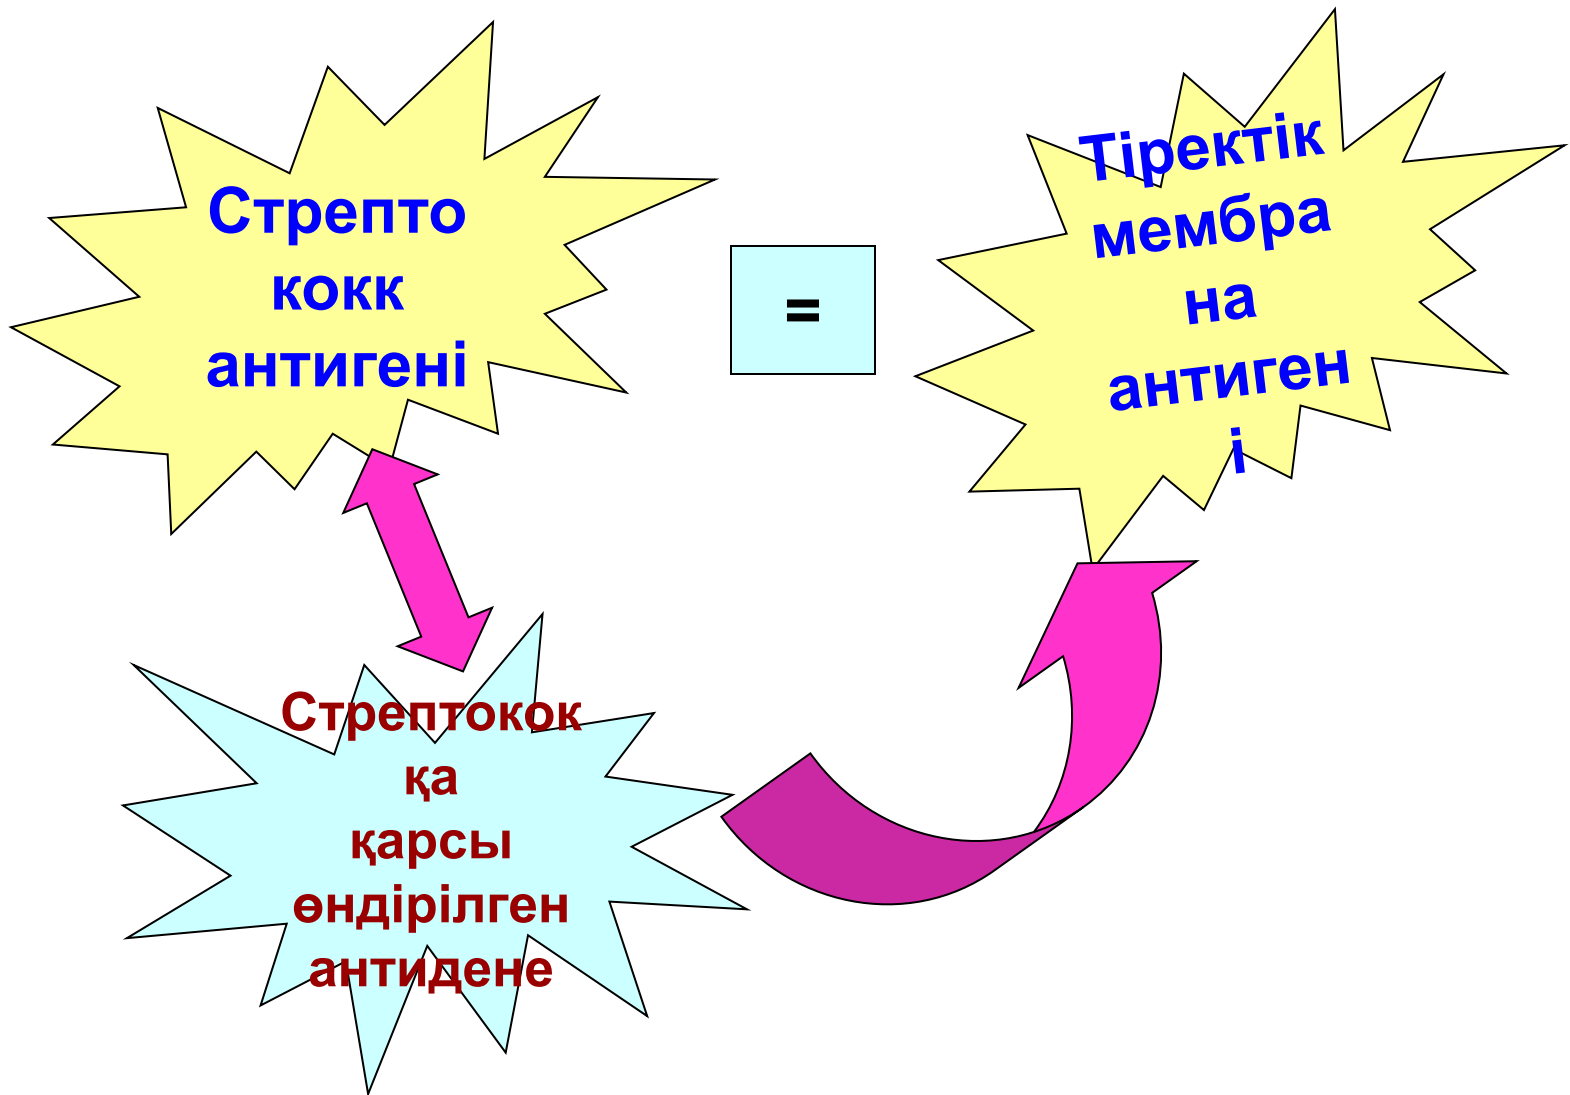 Стрепто
кокк
антигені
=
Тіректік
мембра
на
антиген
і
Стрептокок
қа
қарсы
өндірілген
антидене